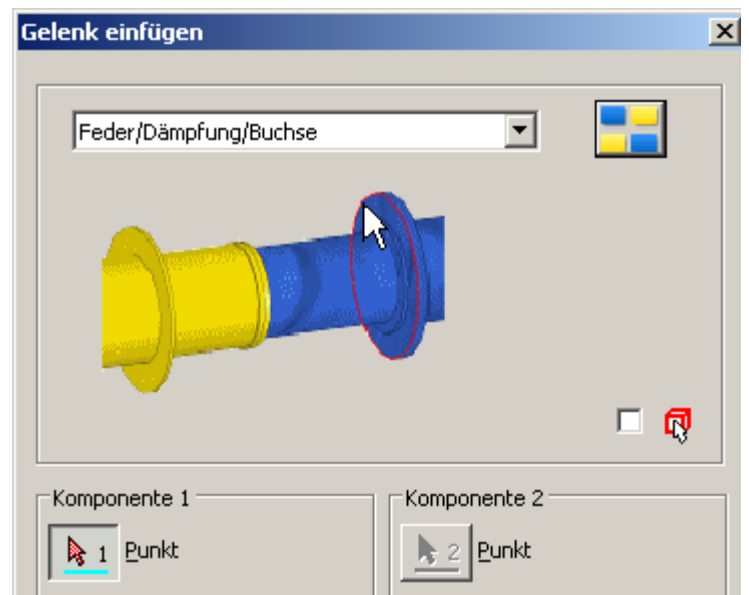 Gelenk einfügen
Feder/Dämpfung/Buchse
Komponente 1
Komponente 2
1 Punkt
2 Punkt